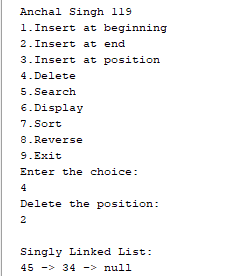 Anchal Singh 119
1.Insert at beginning
2.Insert at end
3.Insert at position
4.Delete
5.Search
6.Display
7.Sort
8.Reverse
9.Exit
Enter the choice:
4
Delete the position:
2
Singly Linked List:
45 -> 34 -> null